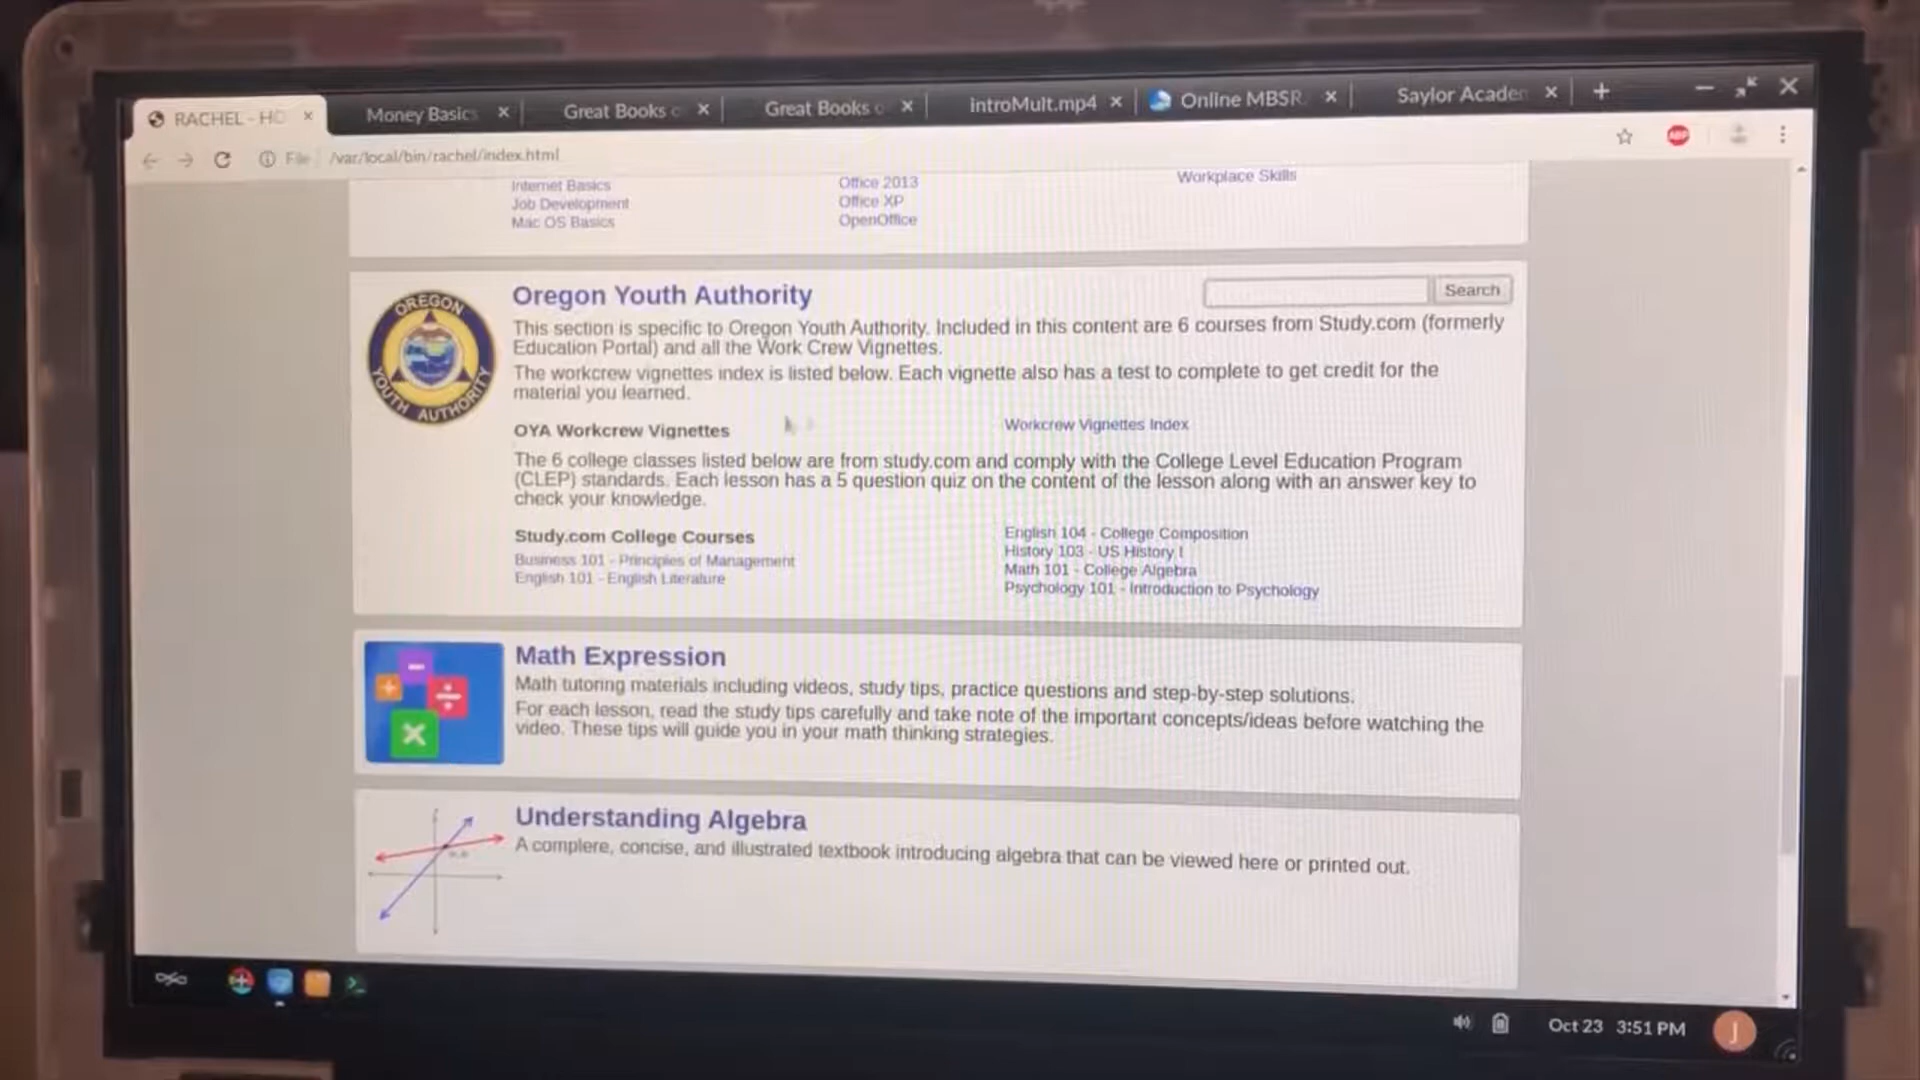 RACHEL - HO
Money Basics
Great Books o
Great Books o
introMult.mp4
Online MBSR
Saylor Academ
File
/var/local/bin/rachel/index.html
ABP
Internet Basics
Job Development
Mac OS Basics
Office 2013
Office XP
OpenOffice
Workplace Skills
OREGON
YOUTH AUTHORITY
Oregon Youth Authority
Search
This section is specific to Oregon Youth Authority. Included in this content are 6 courses from Study.com (formerly
Education Portal) and all the Work Crew Vignettes.
The workcrew vignettes index is listed below. Each vignette also has a test to complete to get credit for the
material you learned.
OYA Workcrew Vignettes
Workcrew Vignettes Index
The 6 college classes listed below are from study.com and comply with the College Level Education Program
(CLEP) standards. Each lesson has a 5 question quiz on the content of the lesson along with an answer key to
check your knowledge.
Study.com College Courses
Business 101 - Principles of Management
English 101 - English Literature
English 104 - College Composition
History 103 - US History I
Math 101 - College Algebra
Psychology 101 - Introduction to Psychology
Math Expression
Math tutoring materials including videos, study tips, practice questions and step-by-step solutions.
For each lesson, read the study tips carefully and take note of the important concepts/ideas before watching the
video. These tips will guide you in your math thinking strategies.
Understanding Algebra
A complere, concise, and illustrated textbook introducing algebra that can be viewed here or printed out.
Oct 23 3:51 PM
J